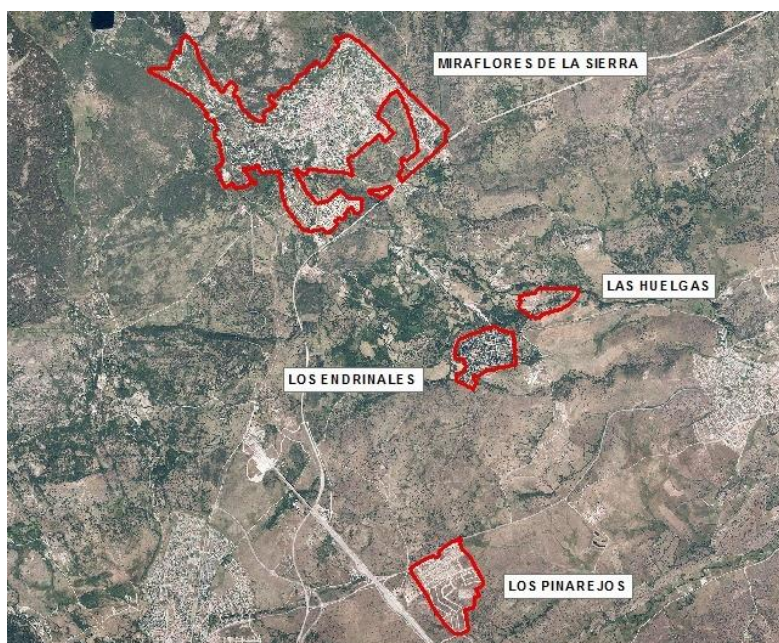 MIRAFLORES DE LA SIERRA
LAS HUELGAS
LOS ENDRINALES
LOS PINAREJOS